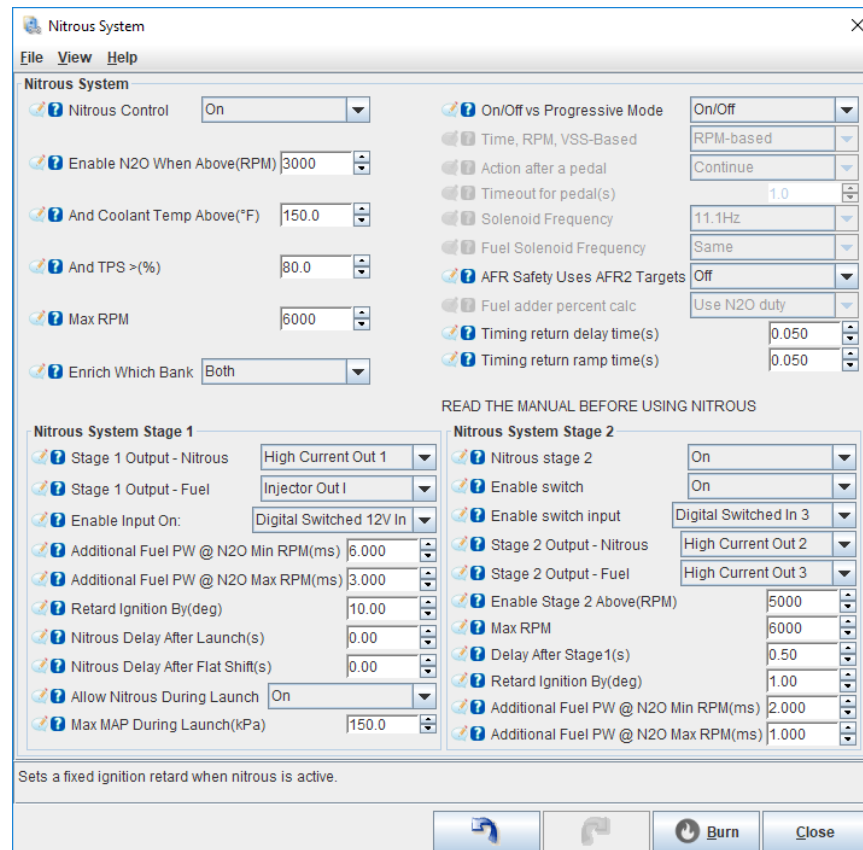 Nitrous System
File View Help
Nitrous System
Nitrous Control On
Enable N2O When Above(RPM) 3000
And Coolant Temp Above(°F) 150.0
And TPS >(%) 80.0
Max RPM 6000
Enrich Which Bank Both
On/Off vs Progressive Mode On/Off
Time, RPM, VSS-Based RPM-based
Action after a pedal Continue
Timeout for pedal(s) 1.0
Solenoid Frequency 11.1Hz
Fuel Solenoid Frequency Same
AFR Safety Uses AFR2 Targets Off
Fuel adder percent calc Use N2O duty
Timing return delay time(s) 0.050
Timing return ramp time(s) 0.050
READ THE MANUAL BEFORE USING NITROUS
Nitrous System Stage 1
Stage 1 Output - Nitrous High Current Out 1
Stage 1 Output - Fuel Injector Out I
Enable Input On: Digital Switched 12V In
Additional Fuel PW @ N2O Min RPM(ms) 6.000
Additional Fuel PW @ N2O Max RPM(ms) 3.000
Retard Ignition By(deg) 10.00
Nitrous Delay After Launch(s) 0.00
Nitrous Delay After Flat Shift(s) 0.00
Allow Nitrous During Launch On
Max MAP During Launch(kPa) 150.0
Nitrous System Stage 2
Nitrous stage 2 On
Enable switch On
Enable switch input Digital Switched In 3
Stage 2 Output - Nitrous High Current Out 2
Stage 2 Output - Fuel High Current Out 3
Enable Stage 2 Above(RPM) 5000
Max RPM 6000
Delay After Stage1(s) 0.50
Retard Ignition By(deg) 1.00
Additional Fuel PW @ N2O Min RPM(ms) 2.000
Additional Fuel PW @ N2O Max RPM(ms) 1.000
Sets a fixed ignition retard when nitrous is active.
Burn Close